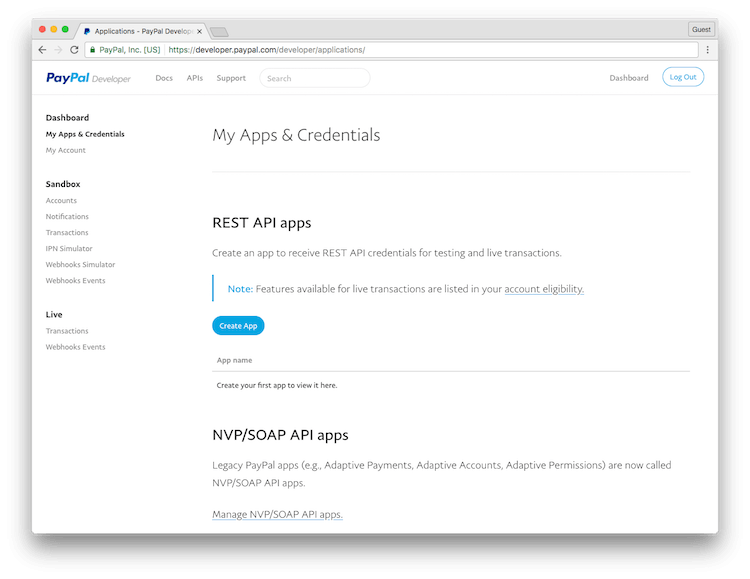 Applications - PayPal Develop
Guest
PayPal, Inc. [US] https://developer.paypal.com/developer/applications/
PayPal Developer Docs APIs Support Search Dashboard Log Out
Dashboard
My Apps & Credentials
My Account
Sandbox
Accounts
Notifications
Transactions
IPN Simulator
Webhooks Simulator
Webhooks Events
Live
Transactions
Webhooks Events
My Apps & Credentials
REST API apps
Create an app to receive REST API credentials for testing and live transactions.
Note: Features available for live transactions are listed in your account eligibility.
Create App
App name
Create your first app to view it here.
NVP/SOAP API apps
Legacy PayPal apps (e.g., Adaptive Payments, Adaptive Accounts, Adaptive Permissions) are now called
NVP/SOAP API apps.
Manage NVP/SOAP API apps.